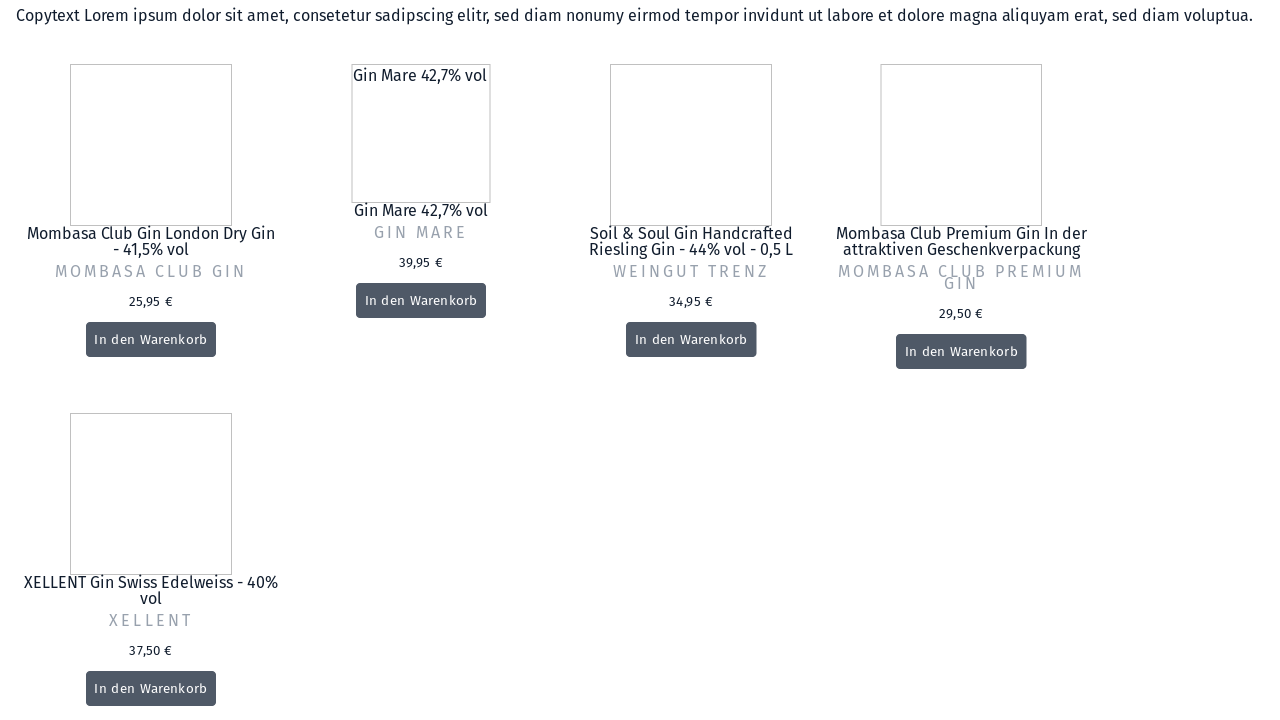 Copytext Lorem ipsum dolor sit amet, consetetur sadipscing elitr, sed diam nonumy eirmod tempor invidunt ut labore et dolore magna aliquyam erat, sed diam voluptua.
Mombasa Club Gin London Dry Gin
- 41,5% vol
MOMBASA CLUB GIN
25,95 €
In den Warenkorb
Gin Mare 42,7% vol
Gin Mare 42,7% vol
GIN MARE
39,95 €
In den Warenkorb
Soil & Soul Gin Handcrafted
Riesling Gin - 44% vol - 0,5 L
WEINGUT TRENZ
34,95 €
In den Warenkorb
Mombasa Club Premium Gin In der
attraktiven Geschenkverpackung
MOMBASA CLUB PREMIUM
GIN
29,50 €
In den Warenkorb
XELLENT Gin Swiss Edelweiss - 40%
vol
XELLENT
37,50 €
In den Warenkorb